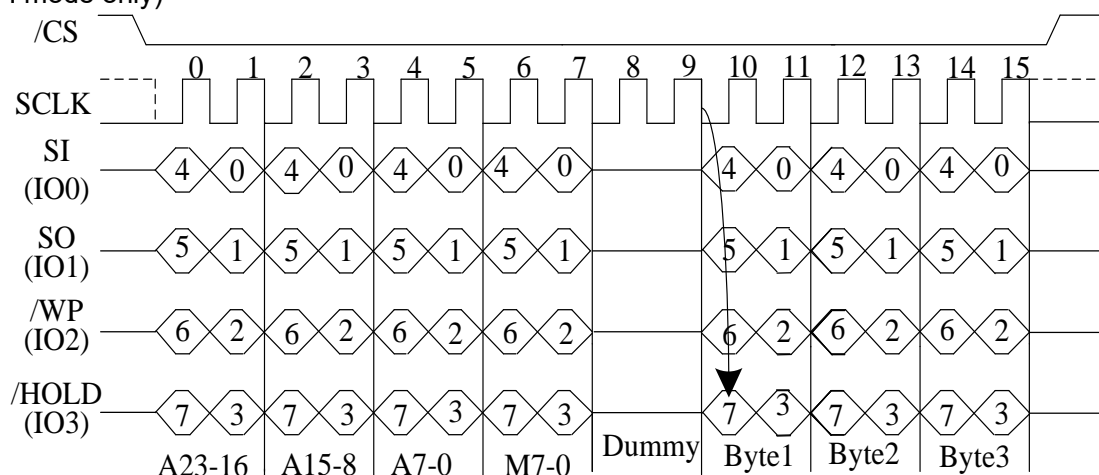 /CS
0 1 2 3 4 5 6 7 8 9 10 11 12 13 14 15
SCLK
SI
(IO0)
4 0 4 0 4 0 4 0 4 0 4 0 4 0
SO
(IO1)
5 1 5 1 5 1 5 1 5 1 5 1 5 1
/WP
(IO2)
6 2 6 2 6 2 6 2 6 2 6 2 6 2
/HOLD
(IO3)
7 3 7 3 7 3 7 3 7 3 7 3 7 3
A23-16 A15-8 A7-0 M7-0 Dummy Byte1 Byte2 Byte3